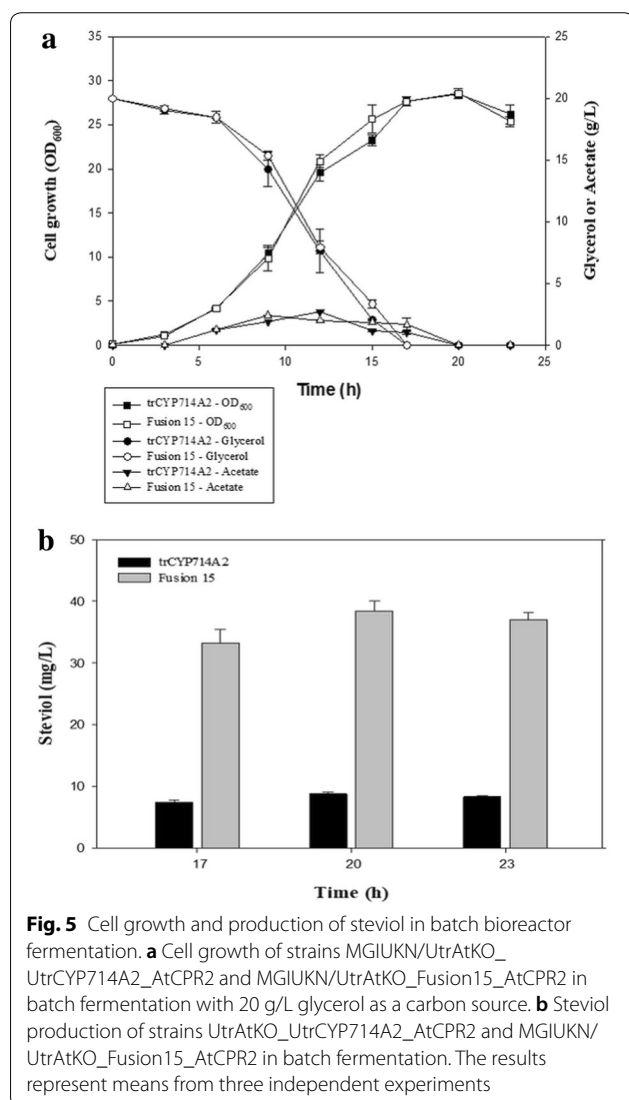 a
35
30
25
20
15
10
5
0
Cell growth (OD600)
25
20
15
10
5
0
Glycerol or Acetate (g/L)
0 5 10 15 20 25
Time (h)
trCYP714A2 - OD600
Fusion 15 - OD600
trCYP714A2 - Glycerol
Fusion 15 - Glycerol
trCYP714A2 - Acetate
Fusion 15 - Acetate
b
50
40
30
20
10
0
Steviol (mg/L)
trCYP714A2
Fusion 15
17 20 23
Time (h)
Fig. 5 Cell growth and production of steviol in batch bioreactor
fermentation. a Cell growth of strains MGIUKN/UtrAtKO_
UtrCYP714A2_AtCPR2 and MGIUKN/UtrAtKO_Fusion15_AtCPR2 in
batch fermentation with 20 g/L glycerol as a carbon source. b Steviol
production of strains UtrAtKO_UtrCYP714A2_AtCPR2 and MGIUKN/
UtrAtKO_Fusion15_AtCPR2 in batch fermentation. The results
represent means from three independent experiments